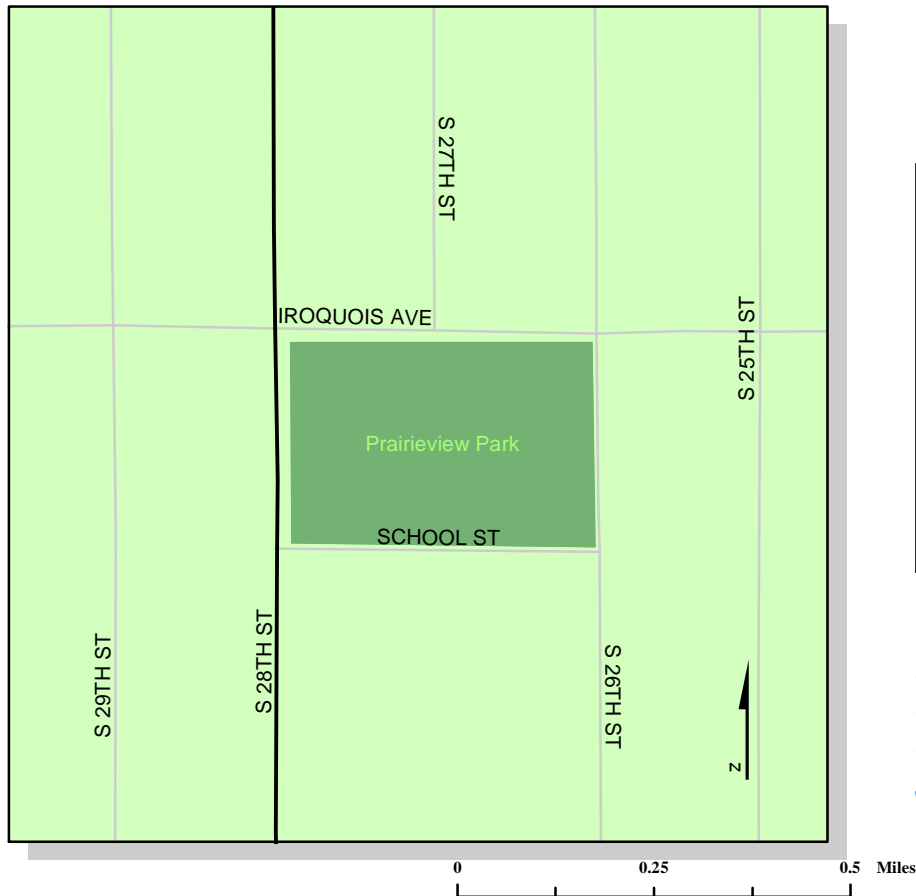 S 27TH ST
IROQUOIS AVE
S 25TH ST
Prairieview Park
SCHOOL ST
S 29TH ST
S 28TH ST
S 26TH ST
N
0 0.25 0.5 Miles